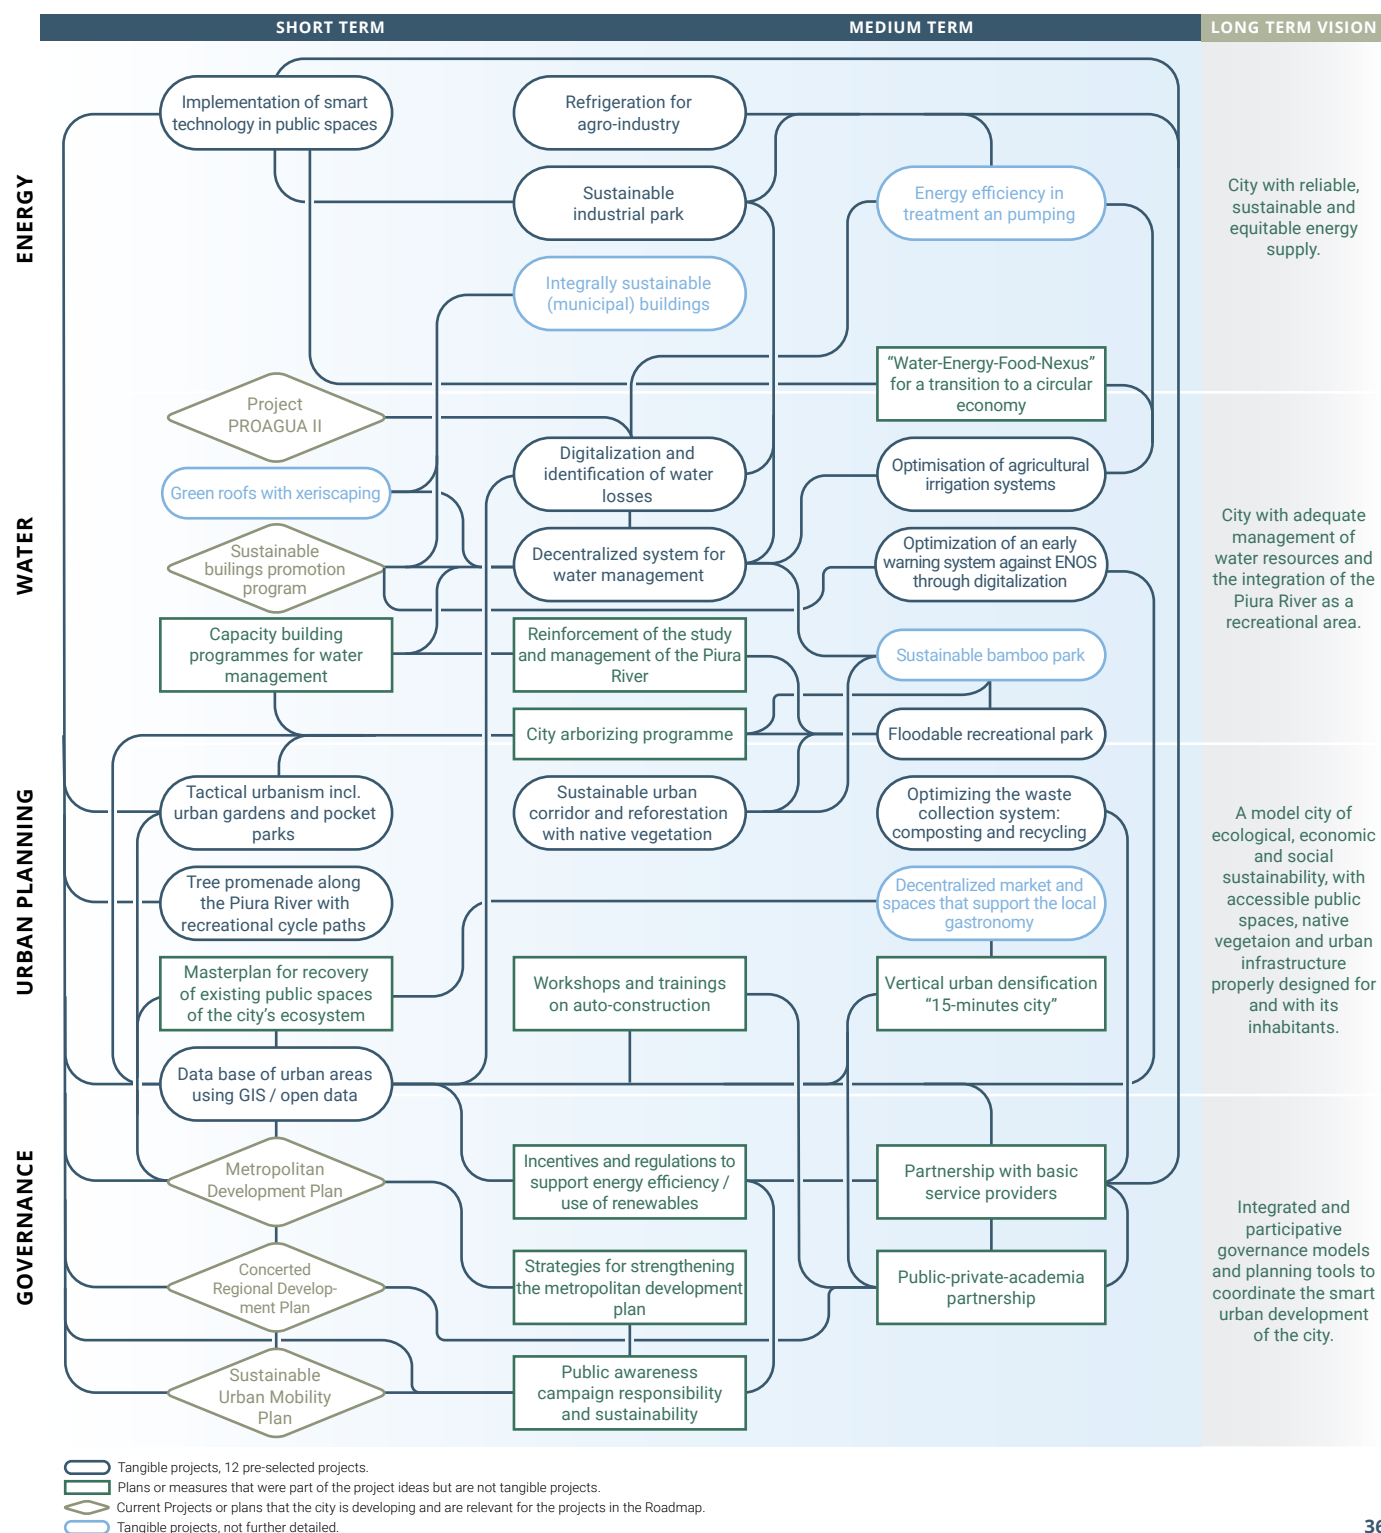 SHORT TERM
MEDIUM TERM
LONG TERM VISION
ENERGY
Implementation of smart
technology in public spaces
Refrigeration for
agro-industry
Sustainable
industrial park
Energy efficiency in
treatment an pumping
Integrally sustainable
(municipal) buildings
"Water-Energy-Food-Nexus"
for a transition to a circular
economy
City with reliable,
sustainable and
equitable energy
supply.
WATER
Project
PROAGUA II
Digitalization and
identification of water
losses
Optimisation of agricultural
irrigation systems
Green roofs with xeriscaping
Sustainable
builings promotion
program
Decentralized system for
water management
Optimization of an early
warning system against ENOS
through digitalization
Capacity building
programmes for water
management
Reinforcement of the study
and management of the Piura
River
Sustainable bamboo park
City arborizing programme
Floodable recreational park
City with adequate
management of
water resources and
the integration of the
Piura River as a
recreational area.
URBAN PLANNING
Tactical urbanism incl.
urban gardens and pocket
parks
Sustainable urban
corridor and reforestation
with native vegetation
Optimizing the waste
collection system:
composting and recycling
Tree promenade along
the Piura River with
recreational cycle paths
Decentralized market and
spaces that support the local
gastronomy
Masterplan for recovery
of existing public spaces
of the city's ecosystem
Workshops and trainings
on auto-construction
Vertical urban densification
"15-minutes city"
Data base of urban areas
using GIS / open data
A model city of
ecological, economic
and social
sustainability, with
accessible public
spaces, native
vegetaion and urban
infrastructure
properly designed for
and with its
inhabitants.
GOVERNANCE
Metropolitan
Development Plan
Incentives and regulations to
support energy efficiency /
use of renewables
Partnership with basic
service providers
Concerted
Regional Develop-
ment Plan
Strategies for strengthening
the metropolitan development
plan
Public-private-academia
partnership
Sustainable
Urban Mobility
Plan
Public awareness
campaign responsibility
and sustainability
Integrated and
participative
governance models
and planning tools to
coordinate the smart
urban development
of the city.
Tangible projects, 12 pre-selected projects.
Plans or measures that were part of the project ideas but are not tangible projects.
Current Projects or plans that the city is developing and are relevant for the projects in the Roadmap.
Tangible projects, not further detailed.
36